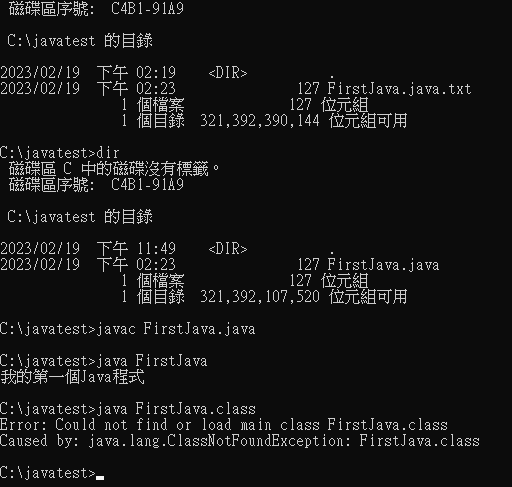 磁碟區序號:  C4B1-91A9

 C:\javatest 的目錄

2023/02/19  下午 02:19    <DIR>          .
2023/02/19  下午 02:23               127 FirstJava.java.txt
               1 個檔案             127 位元組
               1 個目錄  321,392,390,144 位元組可用

C:\javatest>dir
 磁碟區 C 中的磁碟沒有標籤。
 磁碟區序號:  C4B1-91A9

 C:\javatest 的目錄

2023/02/19  下午 11:49    <DIR>          .
2023/02/19  下午 02:23               127 FirstJava.java
               1 個檔案             127 位元組
               1 個目錄  321,392,107,520 位元組可用

C:\javatest>javac FirstJava.java

C:\javatest>java FirstJava
我的第一個Java程式

C:\javatest>java FirstJava.class
Error: Could not find or load main class FirstJava.class
Caused by: java.lang.ClassNotFoundException: FirstJava.class

C:\javatest>